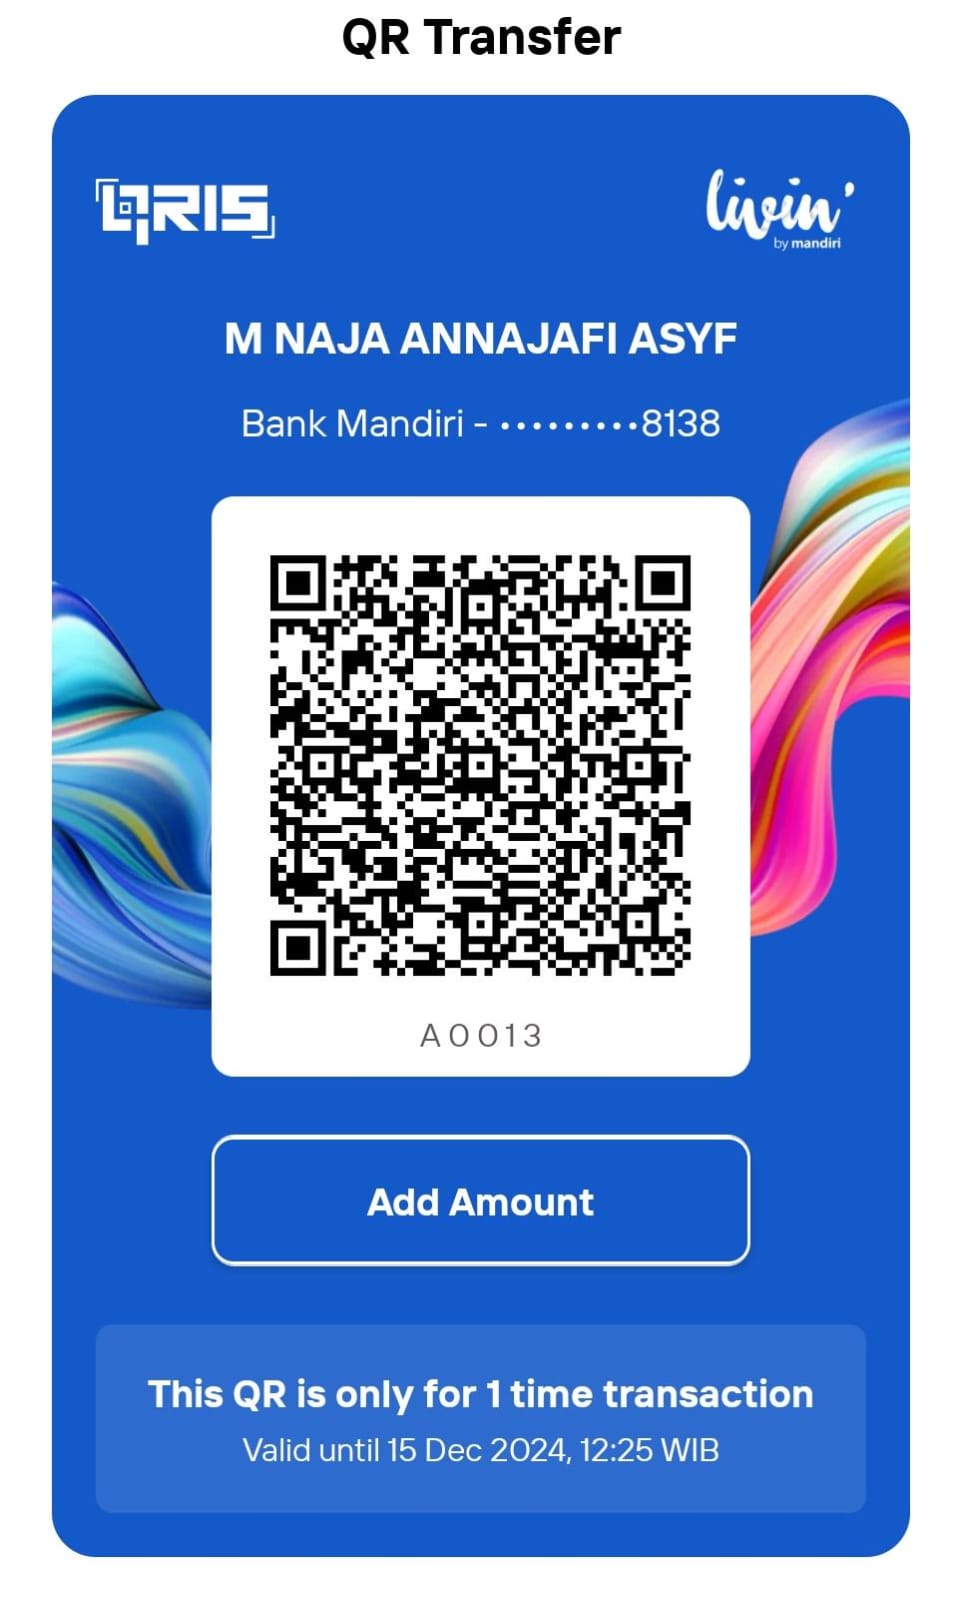 QR Transfer
QRIS
livin'
by mandiri
M NAJA ANNAJAFI ASYF
Bank Mandiri - •••••••••8138
A0013
Add Amount
This QR is only for 1 time transaction
Valid until 15 Dec 2024, 12:25 WIB